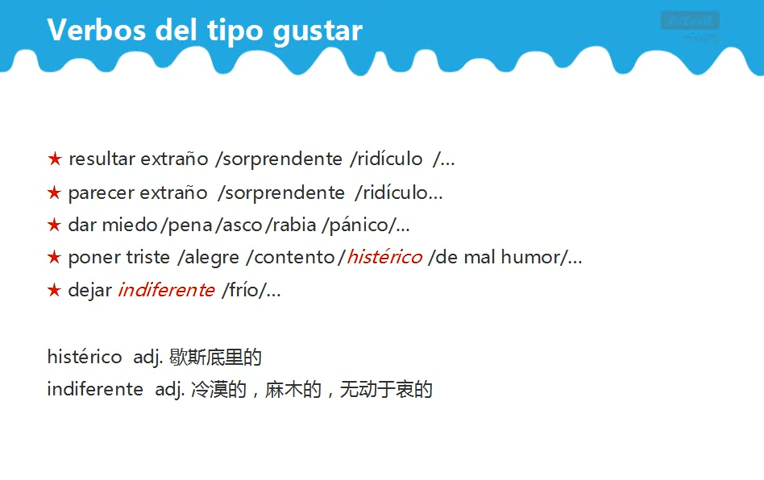 Verbos del tipo gustar
★ resultar extraño /sorprendente /ridículo /...
★ parecer extraño /sorprendente /ridículo...
★ dar miedo/pena/asco/rabia /pánico/...
★ poner triste /alegre /contento/histérico /de mal humor/...
★ dejar indiferente /frío/...
histérico adj. 歇斯底里的
indiferente adj. 冷漠的，麻木的，无动于衷的